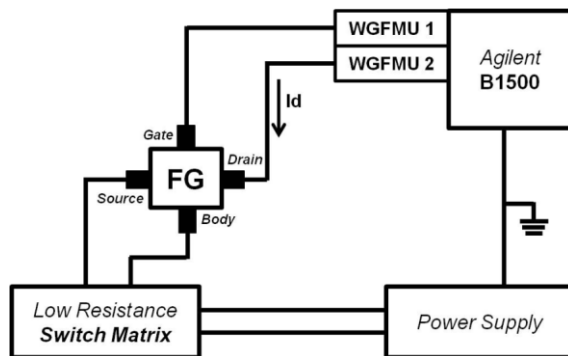 WGFMU 1
WGFMU 2
Agilent
B1500
Id
Gate
Drain
FG
Source
Body
Low Resistance
Switch Matrix
Power Supply